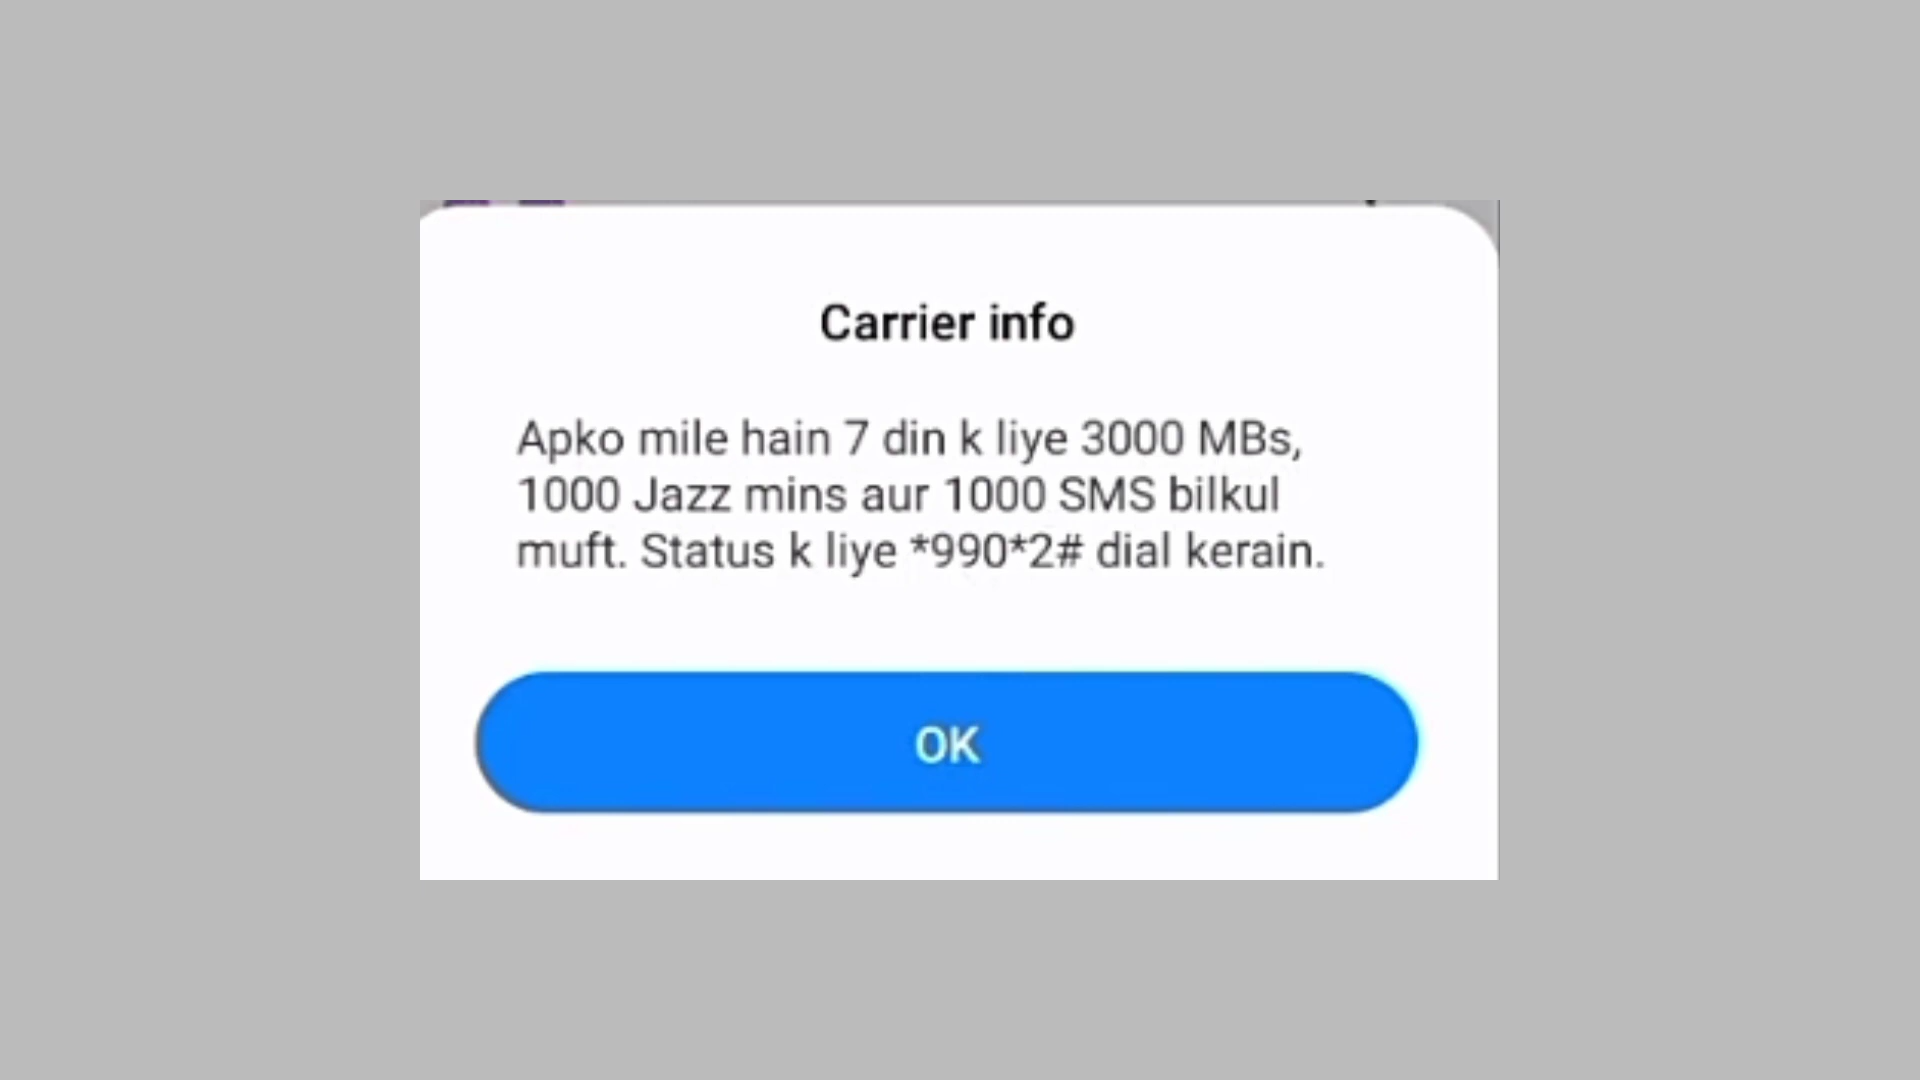 Carrier info
Apko mile hain 7 din k liye 3000 MBs,
1000 Jazz mins aur 1000 SMS bilkul
muft. Status k liye *990*2# dial kerain.
OK